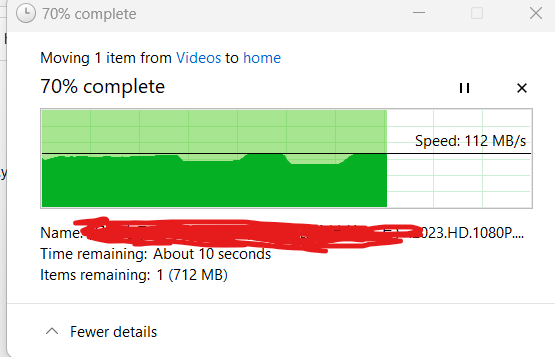 70% complete
Moving 1 item from Videos to home
70% complete
Speed: 112 MB/s
Name: 2023.HD.1080P....
Time remaining: About 10 seconds
Items remaining: 1 (712 MB)
Fewer details